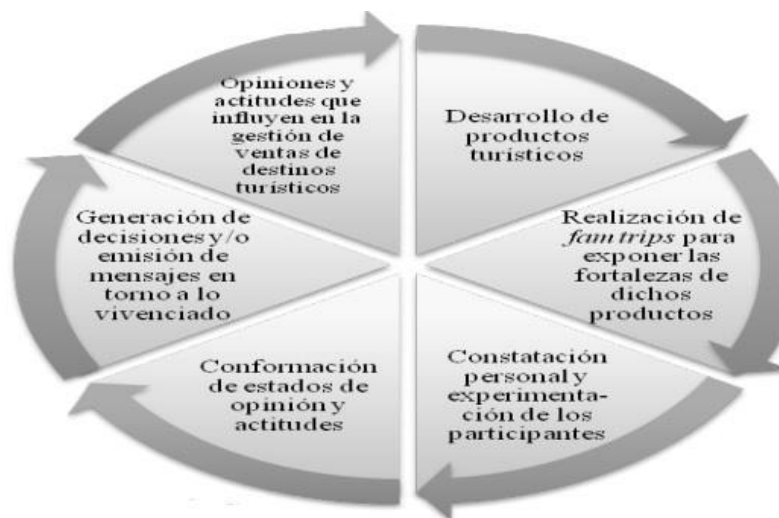 Opiniones y
actitudes que
influyen en la
gestión de
ventas de
destinos
turísticos
Desarrollo de
productos
turísticos
Realización de
fam trips para
exponer las
fortalezas de
dichos
productos
Constatación
personal y
experimenta-
ción de los
participantes
Conformación
de estados de
opinión y
actitudes
Generación de
decisiones y/o
emisión de
mensajes en
torno a lo
vivenciado